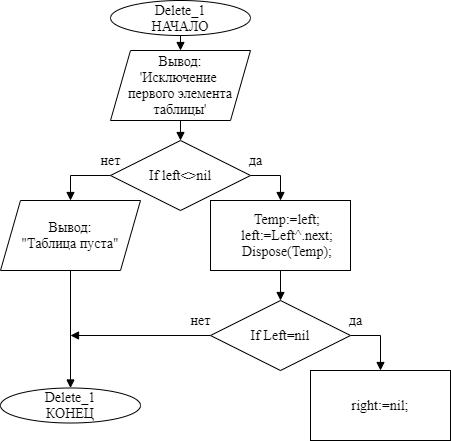 Delete_1
НАЧАЛО
Вывод:
'Исключение
первого элемента
таблицы'
нет
да
If left<>nil
Вывод:
"Таблица пуста"
Temp:=left;
left:=Left^.next;
Dispose(Temp);
нет
да
If Left=nil
Delete_1
КОНЕЦ
right:=nil;